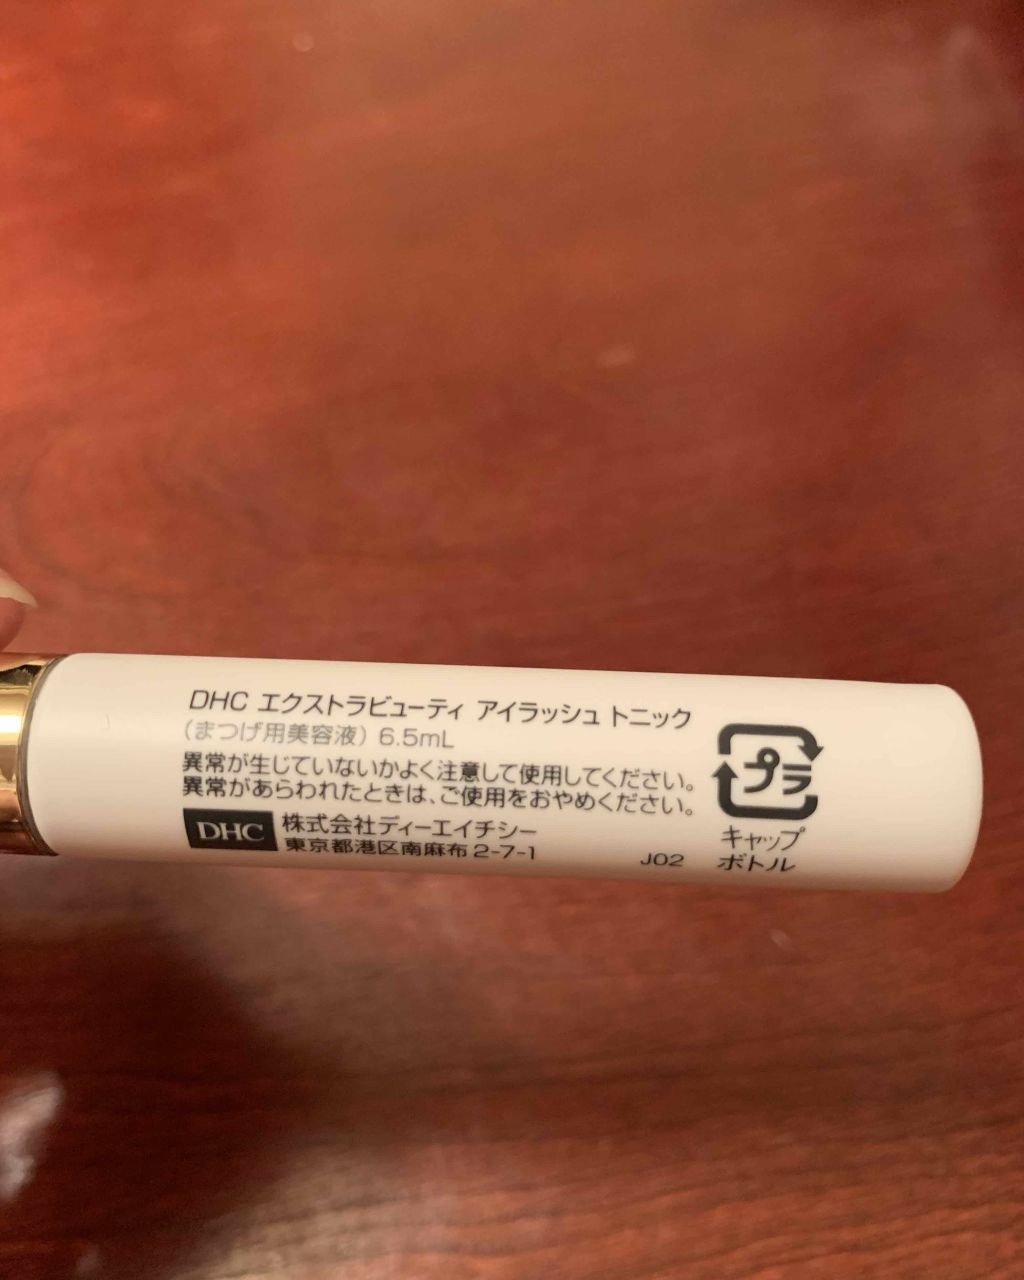 DHC エクストラビューティ アイラッシュ トニック
（まつげ用美容液）6.5mL
異常が生じていないかよく注意して使用してください。
異常があらわれたときは、ご使用をおやめください。
DHC 株式会社ディーエイチシー
東京都港区南麻布2-7-1
J02
プラ
キャップ
ボトル